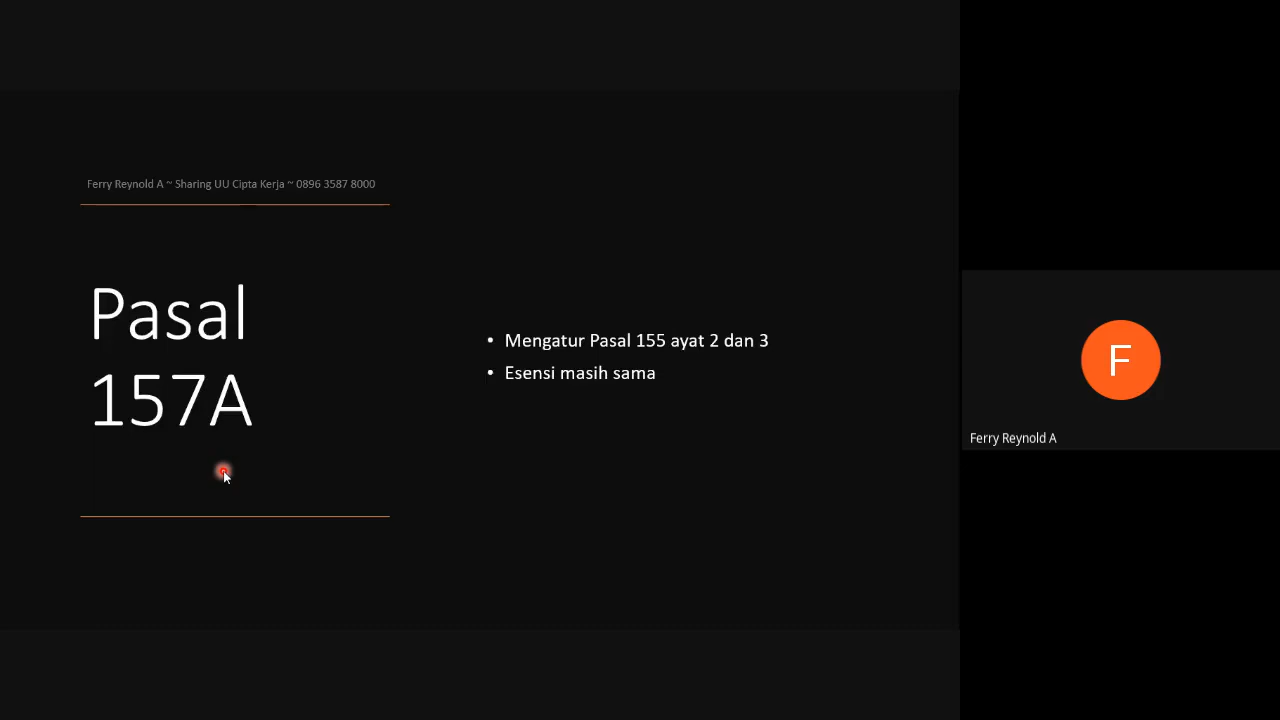 Ferry Reynold A ~ Sharing UU Cipta Kerja ~ 0896 3587 8000
Pasal
157A
• Mengatur Pasal 155 ayat 2 dan 3
• Esensi masih sama
F
Ferry Reynold A